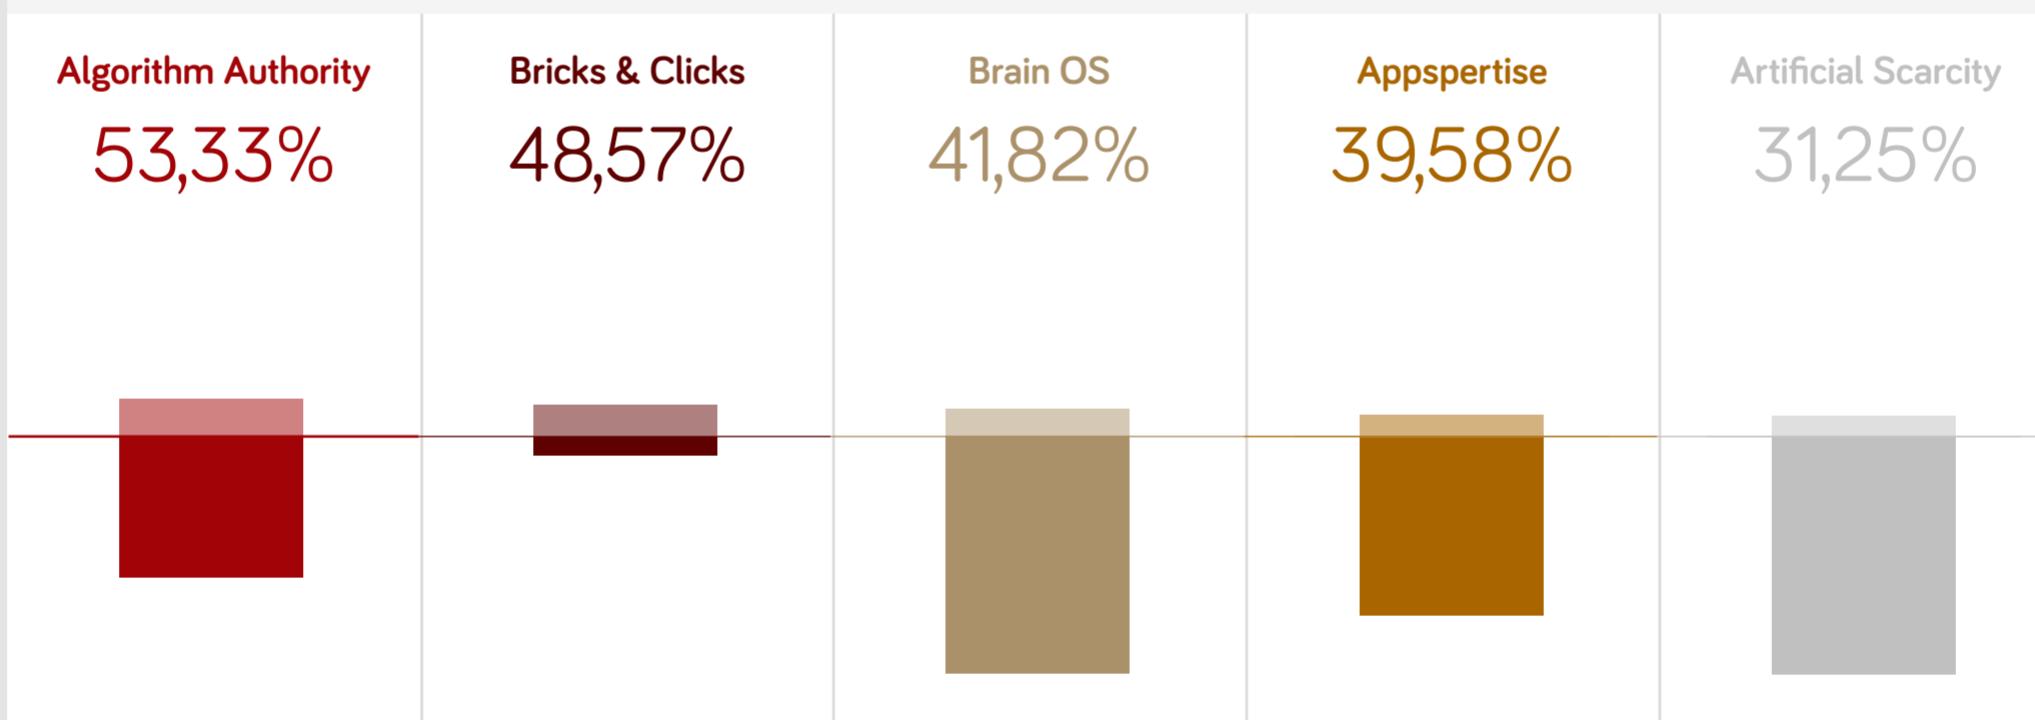 Algorithm Authority
53,33%
Bricks & Clicks
48,57%
Brain OS
41,82%
Appspertise
39,58%
Artificial Scarcity
31,25%